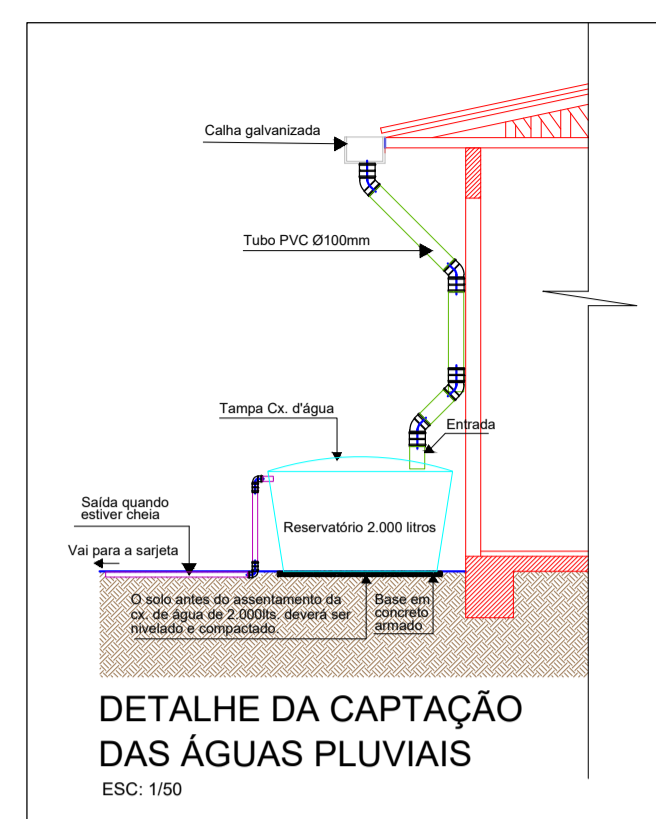 Calha galvanizada
Tubo PVC Ø100mm
Tampa Cx. d'água
Entrada
Saída quando
estiver cheia
Reservatório 2.000 litros
Vai para a sarjeta
O solo antes do assentamento da
cx. de água de 2.000lts. deverá ser
nivelado e compactado.
Base em
concreto
armado
DETALHE DA CAPTAÇÃO
DAS ÁGUAS PLUVIAIS
ESC: 1/50